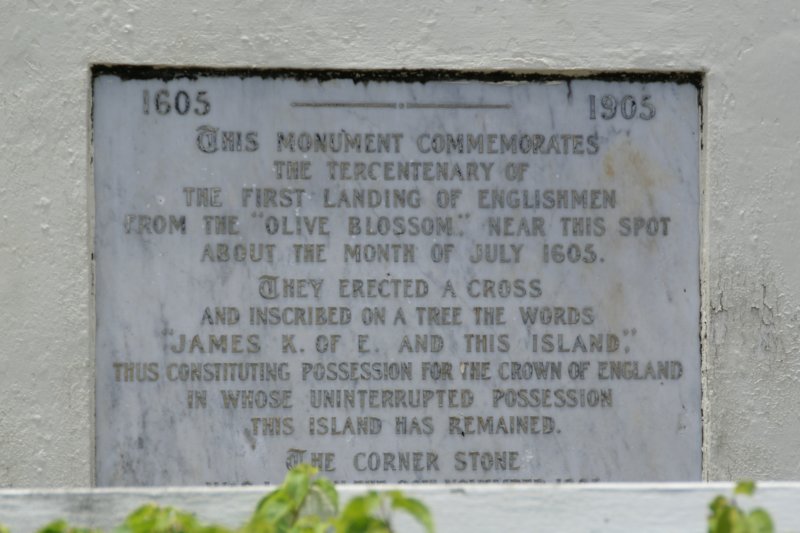 1605 1905
THIS MONUMENT COMMEMORATES
THE TERCENTENARY OF
THE FIRST LANDING OF ENGLISHMEN
FROM THE "OLIVE BLOSSOM," NEAR THIS SPOT
ABOUT THE MONTH OF JULY 1605.
THEY ERECTED A CROSS
AND INSCRIBED ON A TREE THE WORDS
"JAMES K. OF E. AND THIS ISLAND,"
THUS CONSTITUTING POSSESSION FOR THE CROWN OF ENGLAND
IN WHOSE UNINTERRUPTED POSSESSION
THIS ISLAND HAS REMAINED.
THE CORNER STONE